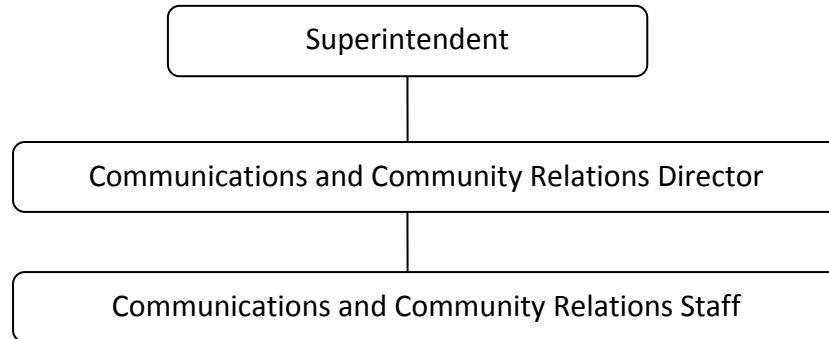 Superintendent
Communications and Community Relations Director
Communications and Community Relations Staff